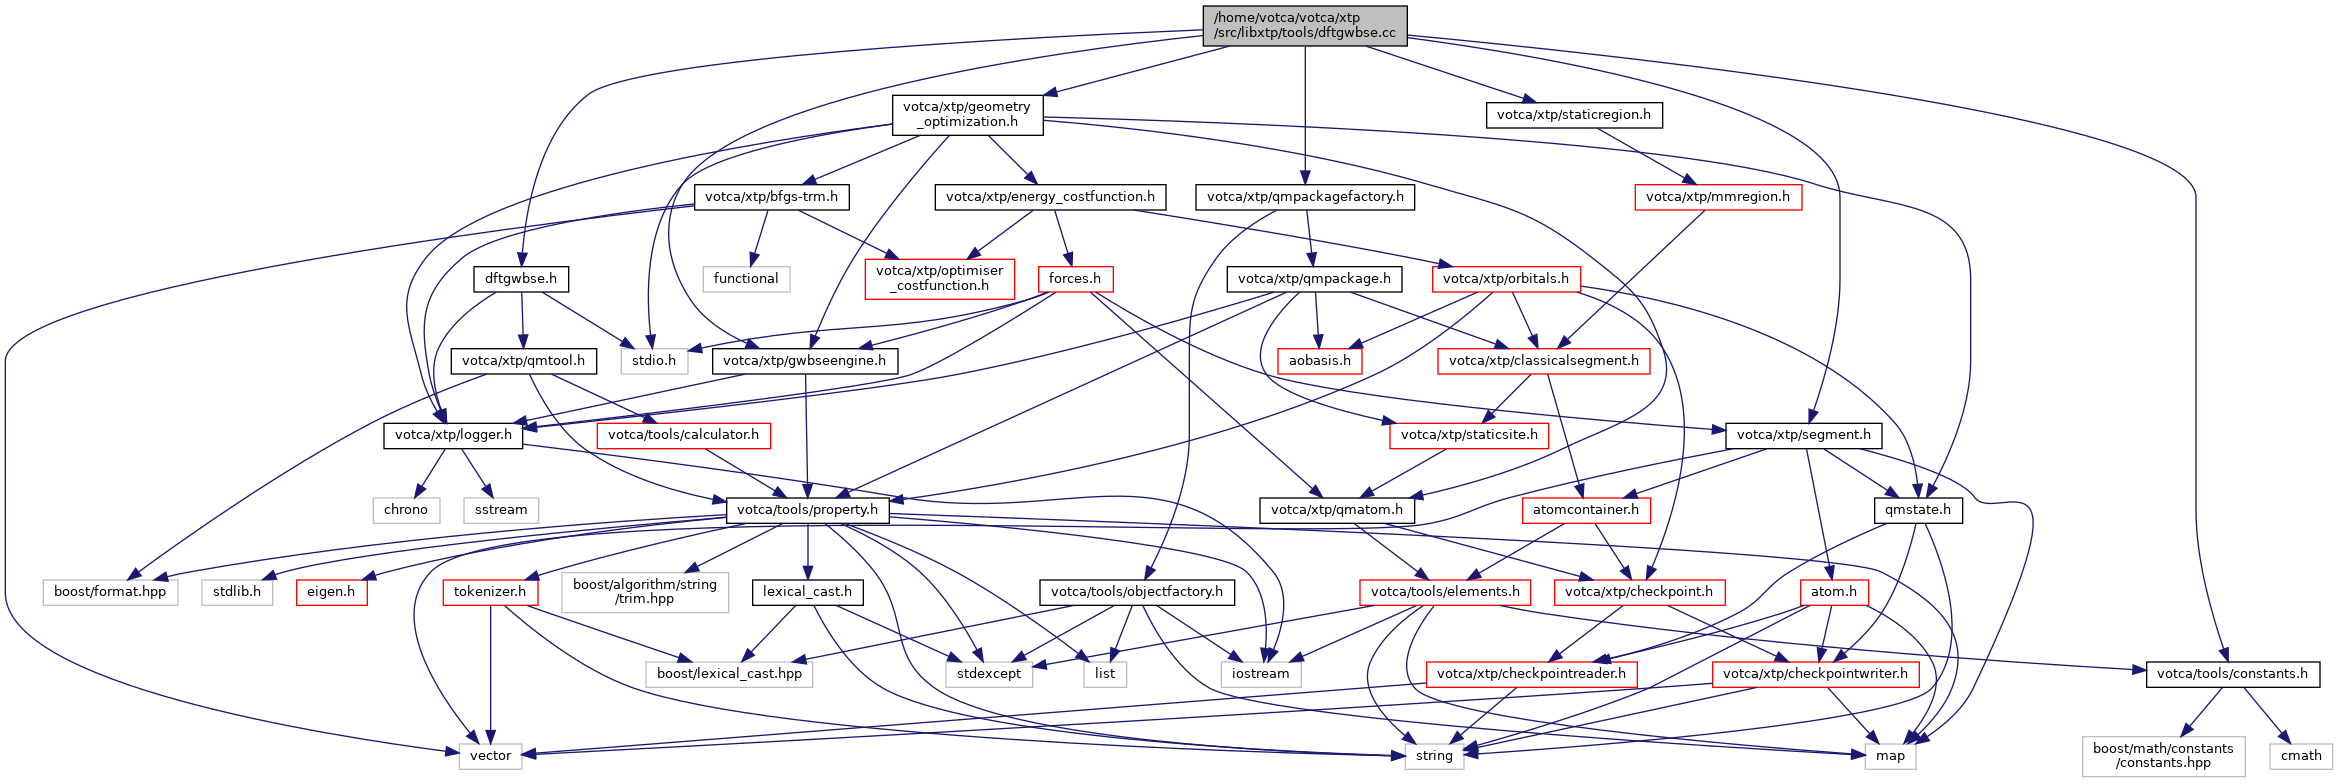 /home/votca/votca/xtp
/src/libxtp/tools/dftgwbse.cc
votca/xtp/geometry
_optimization.h
votca/xtp/staticregion.h
votca/xtp/bfgs-trm.h
votca/xtp/energy_costfunction.h
votca/xtp/qmpackagefactory.h
votca/xtp/mmregion.h
dftgwbse.h
functional
votca/xtp/optimiser
_costfunction.h
forces.h
votca/xtp/qmpackage.h
votca/xtp/orbitals.h
votca/xtp/qmtool.h
stdio.h
votca/xtp/gwbseengine.h
aobasis.h
votca/xtp/classicalsegment.h
votca/xtp/logger.h
votca/tools/calculator.h
votca/xtp/staticsite.h
votca/xtp/segment.h
chrono
sstream
votca/tools/property.h
votca/xtp/qmatom.h
atomcontainer.h
qmstate.h
boost/format.hpp
stdlib.h
eigen.h
tokenizer.h
boost/algorithm/string
/trim.hpp
lexical_cast.h
votca/tools/objectfactory.h
votca/tools/elements.h
votca/xtp/checkpoint.h
atom.h
boost/lexical_cast.hpp
stdexcept
list
iostream
votca/xtp/checkpointreader.h
votca/xtp/checkpointwriter.h
votca/tools/constants.h
vector
string
map
boost/math/constants
/constants.hpp
cmath